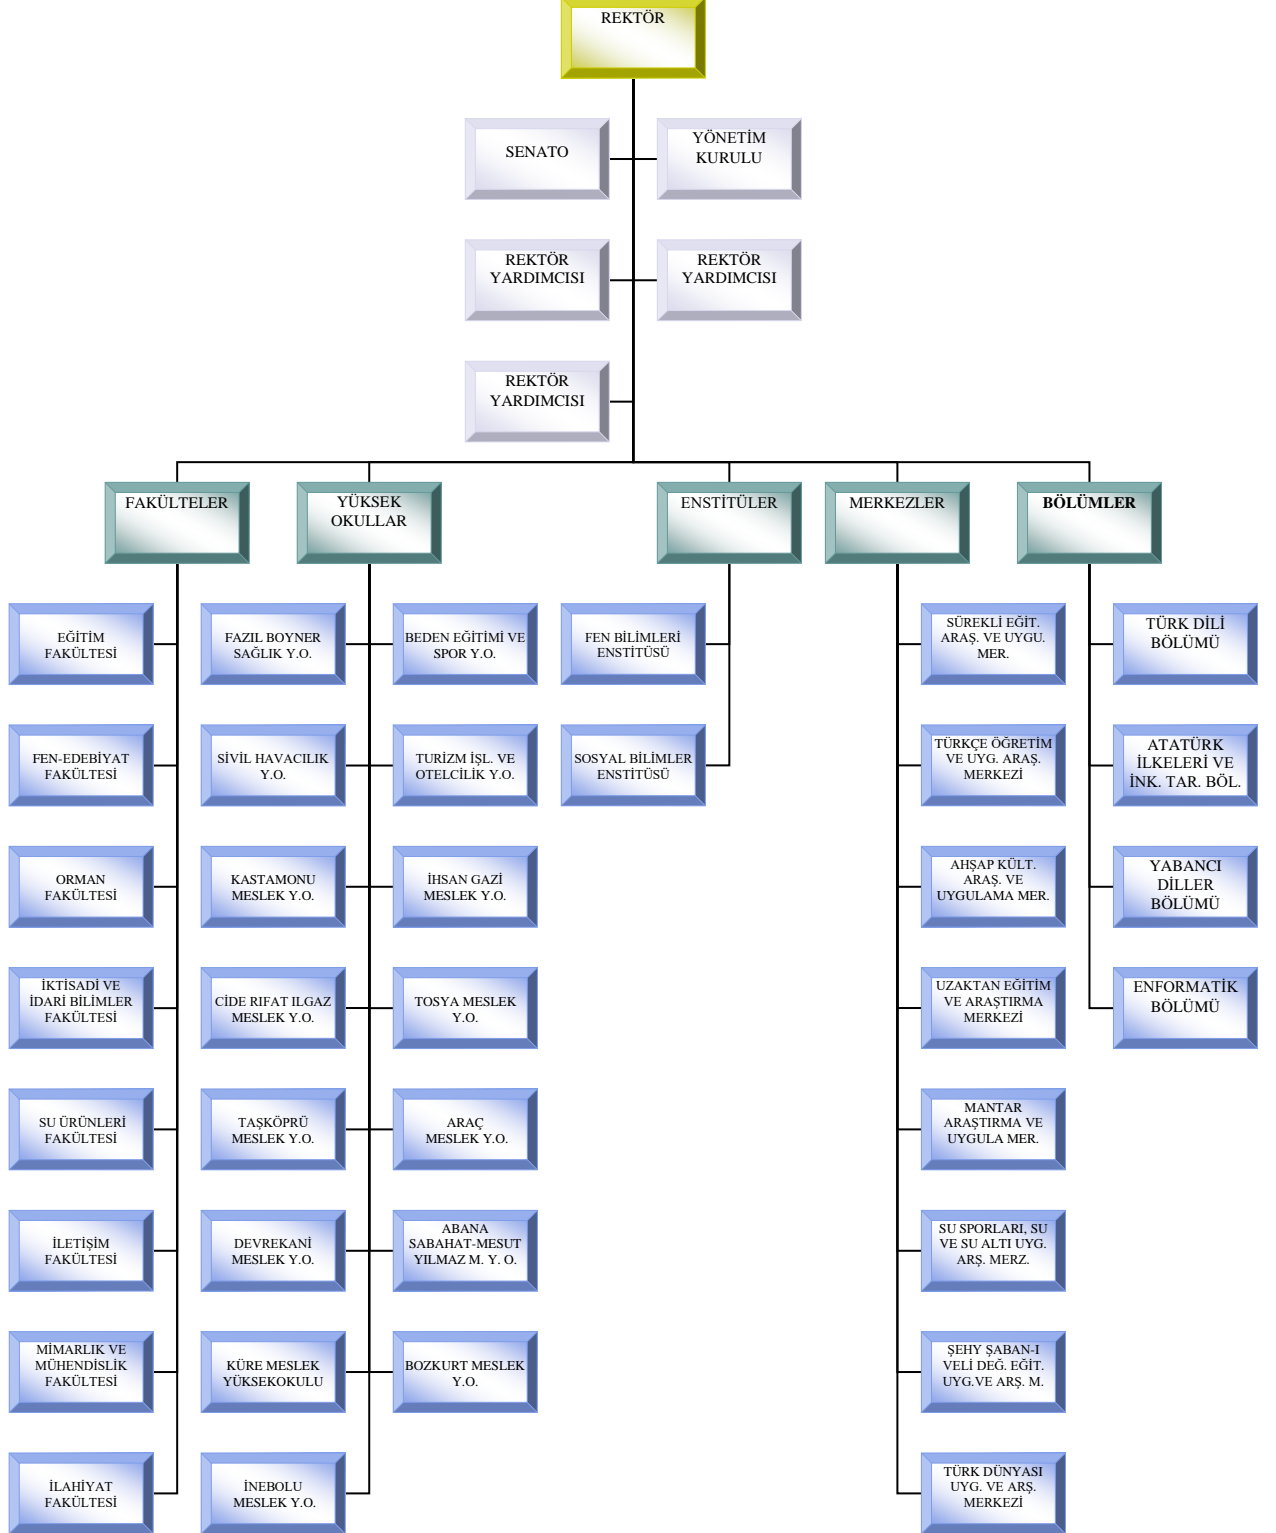 REKTÖR
SENATO
YÖNETİM
KURULU
REKTÖR
YARDIMCISI
REKTÖR
YARDIMCISI
REKTÖR
YARDIMCISI
FAKÜLTELER
YÜKSEK
OKULLAR
ENSTİTÜLER
MERKEZLER
BÖLÜMLER
EĞİTİM
FAKÜLTESİ
FAZIL BOYNER
SAĞLIK Y.O.
BEDEN EĞİTİMİ VE
SPOR Y.O.
FEN BİLİMLERİ
ENSTİTÜSÜ
SÜREKLİ EĞİT.
ARAŞ. VE UYGU.
MER.
TÜRK DİLİ
BÖLÜMÜ
FEN-EDEBİYAT
FAKÜLTESİ
SİVİL HAVACILIK
Y.O.
TURİZM İŞL. VE
OTELCİLİK Y.O.
SOSYAL BİLİMLER
ENSTİTÜSÜ
TÜRKÇE ÖĞRETİM
VE UYG. ARAŞ.
MERKEZİ
ATATÜRK
İLKELERİ VE
İNK. TAR. BÖL.
ORMAN
FAKÜLTESİ
KASTAMONU
MESLEK Y.O.
İHSAN GAZİ
MESLEK Y.O.
AHŞAP KÜLT.
ARAŞ. VE
UYGULAMA MER.
YABANCI
DİLLER
BÖLÜMÜ
İKTİSADİ VE
İDARİ BİLİMLER
FAKÜLTESİ
CİDE RIFAT ILGAZ
MESLEK Y.O.
TOSYA MESLEK
Y.O.
UZAKTAN EĞİTİM
VE ARAŞTIRMA
MERKEZİ
ENFORMATİK
BÖLÜMÜ
SU ÜRÜNLERİ
FAKÜLTESİ
TAŞKÖPRÜ
MESLEK Y.O.
ARAÇ
MESLEK Y.O.
MANTAR
ARAŞTIRMA VE
UYGULA MER.
İLETİŞİM
FAKÜLTESİ
DEVREKANİ
MESLEK Y.O.
ABANA
SABAHAT-MESUT
YILMAZ M. Y. O.
SU SPORLARI, SU
VE SU ALTI UYG.
ARŞ. MERZ.
MİMARLIK VE
MÜHENDİSLİK
FAKÜLTESİ
KÜRE MESLEK
YÜKSEKOKULU
BOZKURT MESLEK
Y.O.
ŞEHY ŞABAN-I
VELİ DEĞ. EĞİT.
UYG.VE ARŞ. M.
İLAHİYAT
FAKÜLTESİ
İNEBOLU
MESLEK Y.O.
TÜRK DÜNYASI
UYG. VE ARŞ.
MERKEZİ